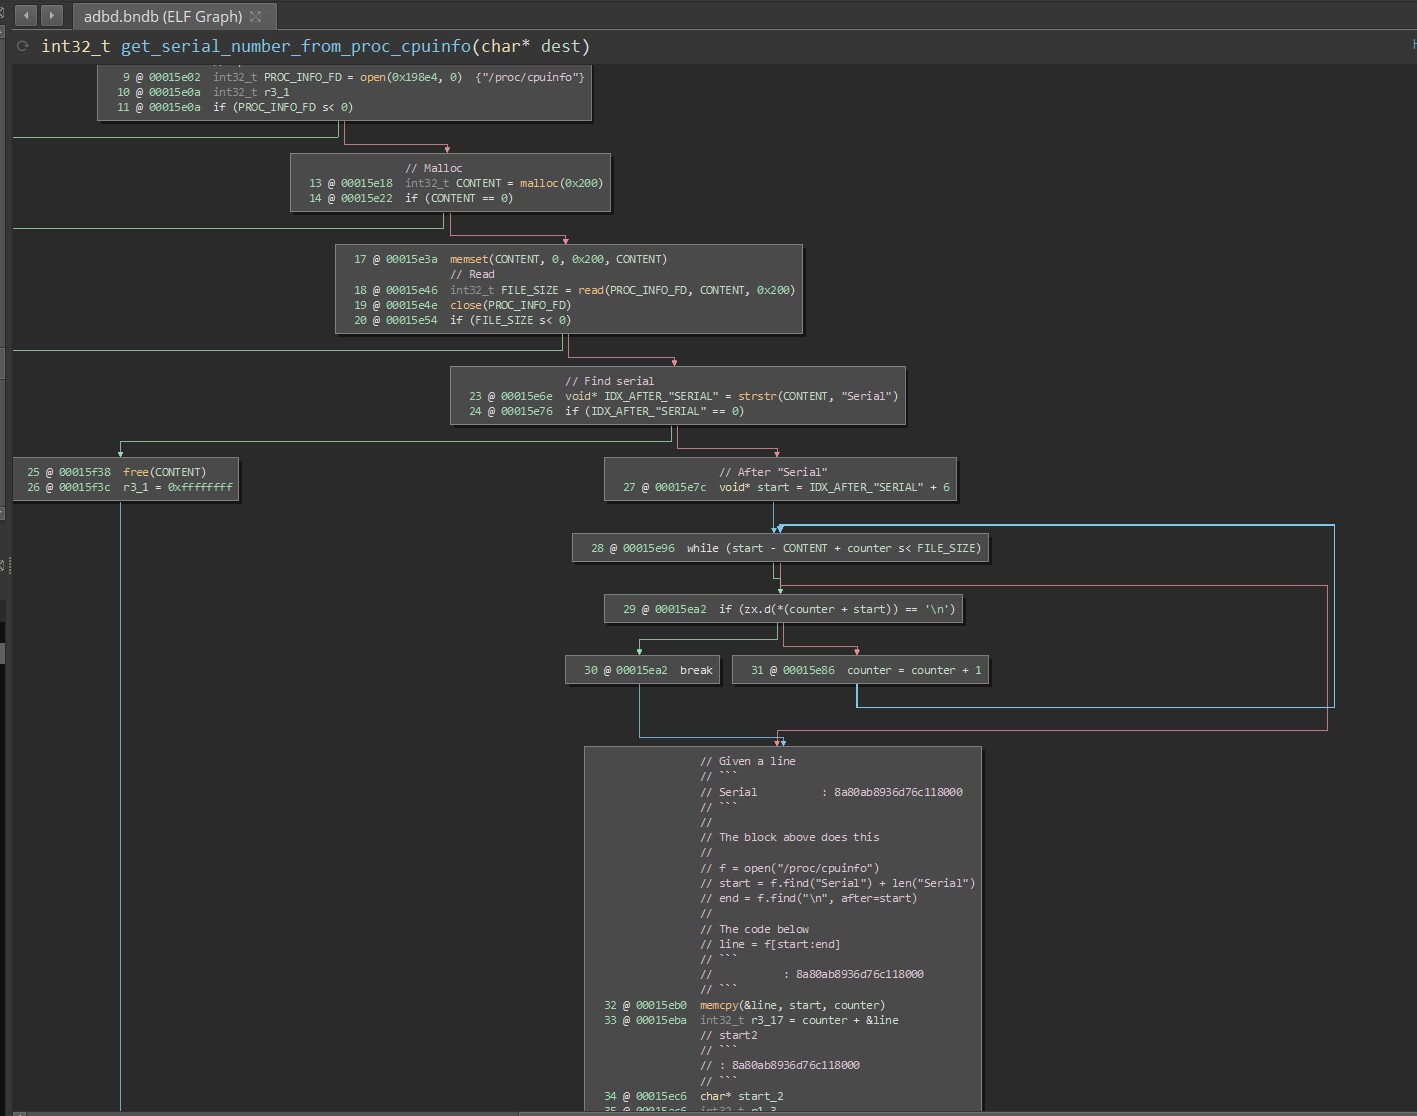 adbd.bndb (ELF Graph)
int32_t get_serial_number_from_proc_cpuinfo(char* dest)
9 @ 00015e02 int32_t PROC_INFO_FD = open(0x198e4, 0) {"/proc/cpuinfo"}
10 @ 00015e0a int32_t r3_1
11 @ 00015e0a if (PROC_INFO_FD s< 0)
// Malloc
13 @ 00015e18 int32_t CONTENT = malloc(0x200)
14 @ 00015e22 if (CONTENT == 0)
17 @ 00015e3a memset(CONTENT, 0, 0x200, CONTENT)
// Read
18 @ 00015e46 int32_t FILE_SIZE = read(PROC_INFO_FD, CONTENT, 0x200)
19 @ 00015e4e close(PROC_INFO_FD)
20 @ 00015e54 if (FILE_SIZE s< 0)
// Find serial
23 @ 00015e6e void* IDX_AFTER_"SERIAL" = strstr(CONTENT, "Serial")
24 @ 00015e76 if (IDX_AFTER_"SERIAL" == 0)
25 @ 00015f38 free(CONTENT)
26 @ 00015f3c r3_1 = 0xffffffff
// After "Serial"
27 @ 00015e7c void* start = IDX_AFTER_"SERIAL" + 6
28 @ 00015e96 while (start - CONTENT + counter s< FILE_SIZE)
29 @ 00015ea2 if (zx.d(*(counter + start)) == '\n')
30 @ 00015ea2 break
31 @ 00015e86 counter = counter + 1
// Given a line
// ```
// Serial : 8a80ab8936d76c118000
// ```
//
// The block above does this
//
// f = open("/proc/cpuinfo")
// start = f.find("Serial") + len("Serial")
// end = f.find("\n", after=start)
//
// The code below
// line = f[start:end]
// ```
// : 8a80ab8936d76c118000
// ```
32 @ 00015eb0 memcpy(&line, start, counter)
33 @ 00015eba int32_t r3_17 = counter + &line
// start2
// ```
// : 8a80ab8936d76c118000
// ```
34 @ 00015ec6 char* start_2